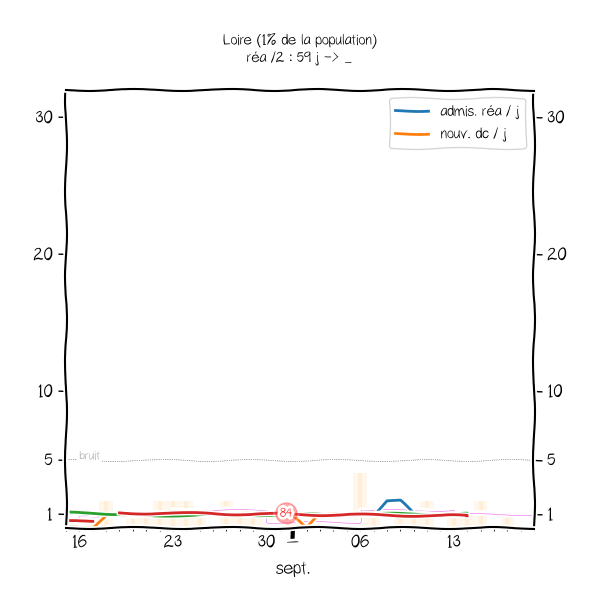 Loire (1% de la population)
réa /2 : 59 j -> _
admis. réa / j
nouv. dc / j
30
30
20
20
10
10
5
bruit
5
1
84
1
16
23
30
06
13
sept.